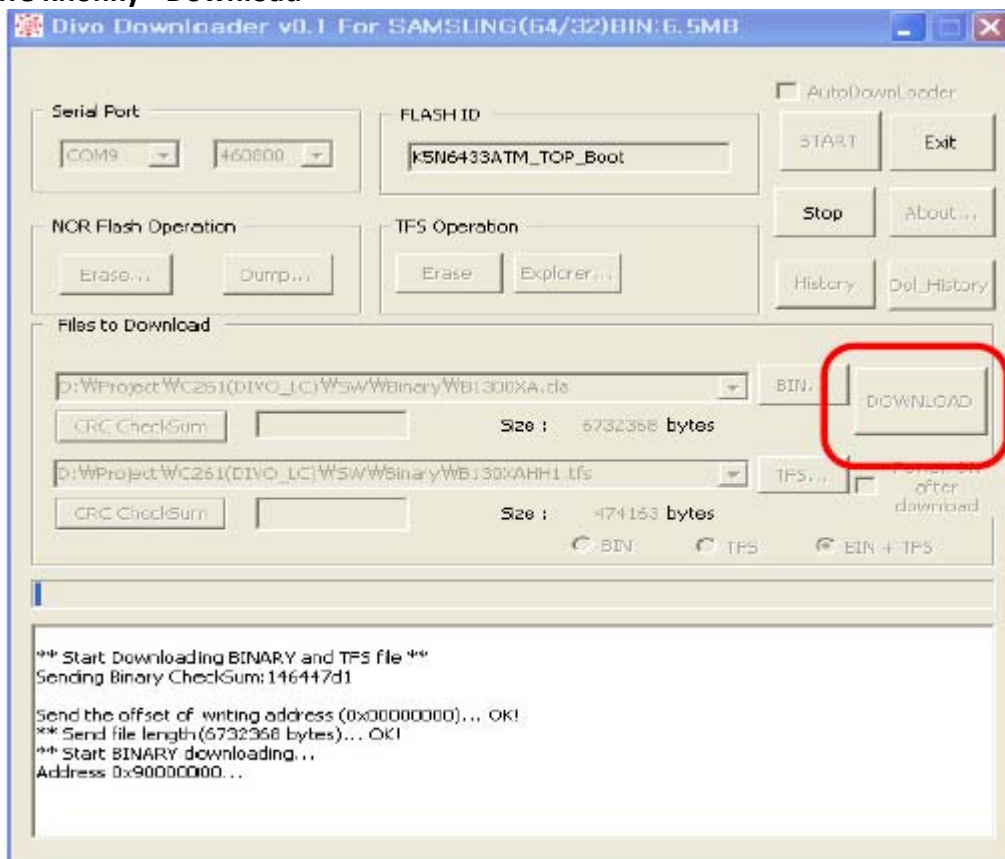 Download
Divo Downloader v0.1 For SAMSUNG(64/32)BIN:6.5MB
AutoDownLoader
Serial Port
FLASH ID
START
Exit
COM9
460800
K5N6433ATM_TOP_Boot
Stop
About...
NOR Flash Operation
TFS Operation
Erase...
Dump...
Erase
Explorer...
History
Del_History
Files to Download
D:₩Project₩C261(DIVO_LC)₩SW₩Binary₩B1300XA.cla
BIN...
DOWNLOAD
CRC CheckSum
Size : 6732368 bytes
D:₩Project₩C261(DIVO_LC)₩SW₩Binary₩B130XAHH1.tfs
TFS...
after
download
CRC CheckSum
Size : 474163 bytes
BIN
TFS
BIN + TFS
** Start Downloading BINARY and TFS file **
Sending Binary CheckSum:146447d1
Send the offset of writing address (0x00000000)... OK!
** Send file length(6732368 bytes)... OK!
** Start BINARY downloading...
Address 0x90000000...